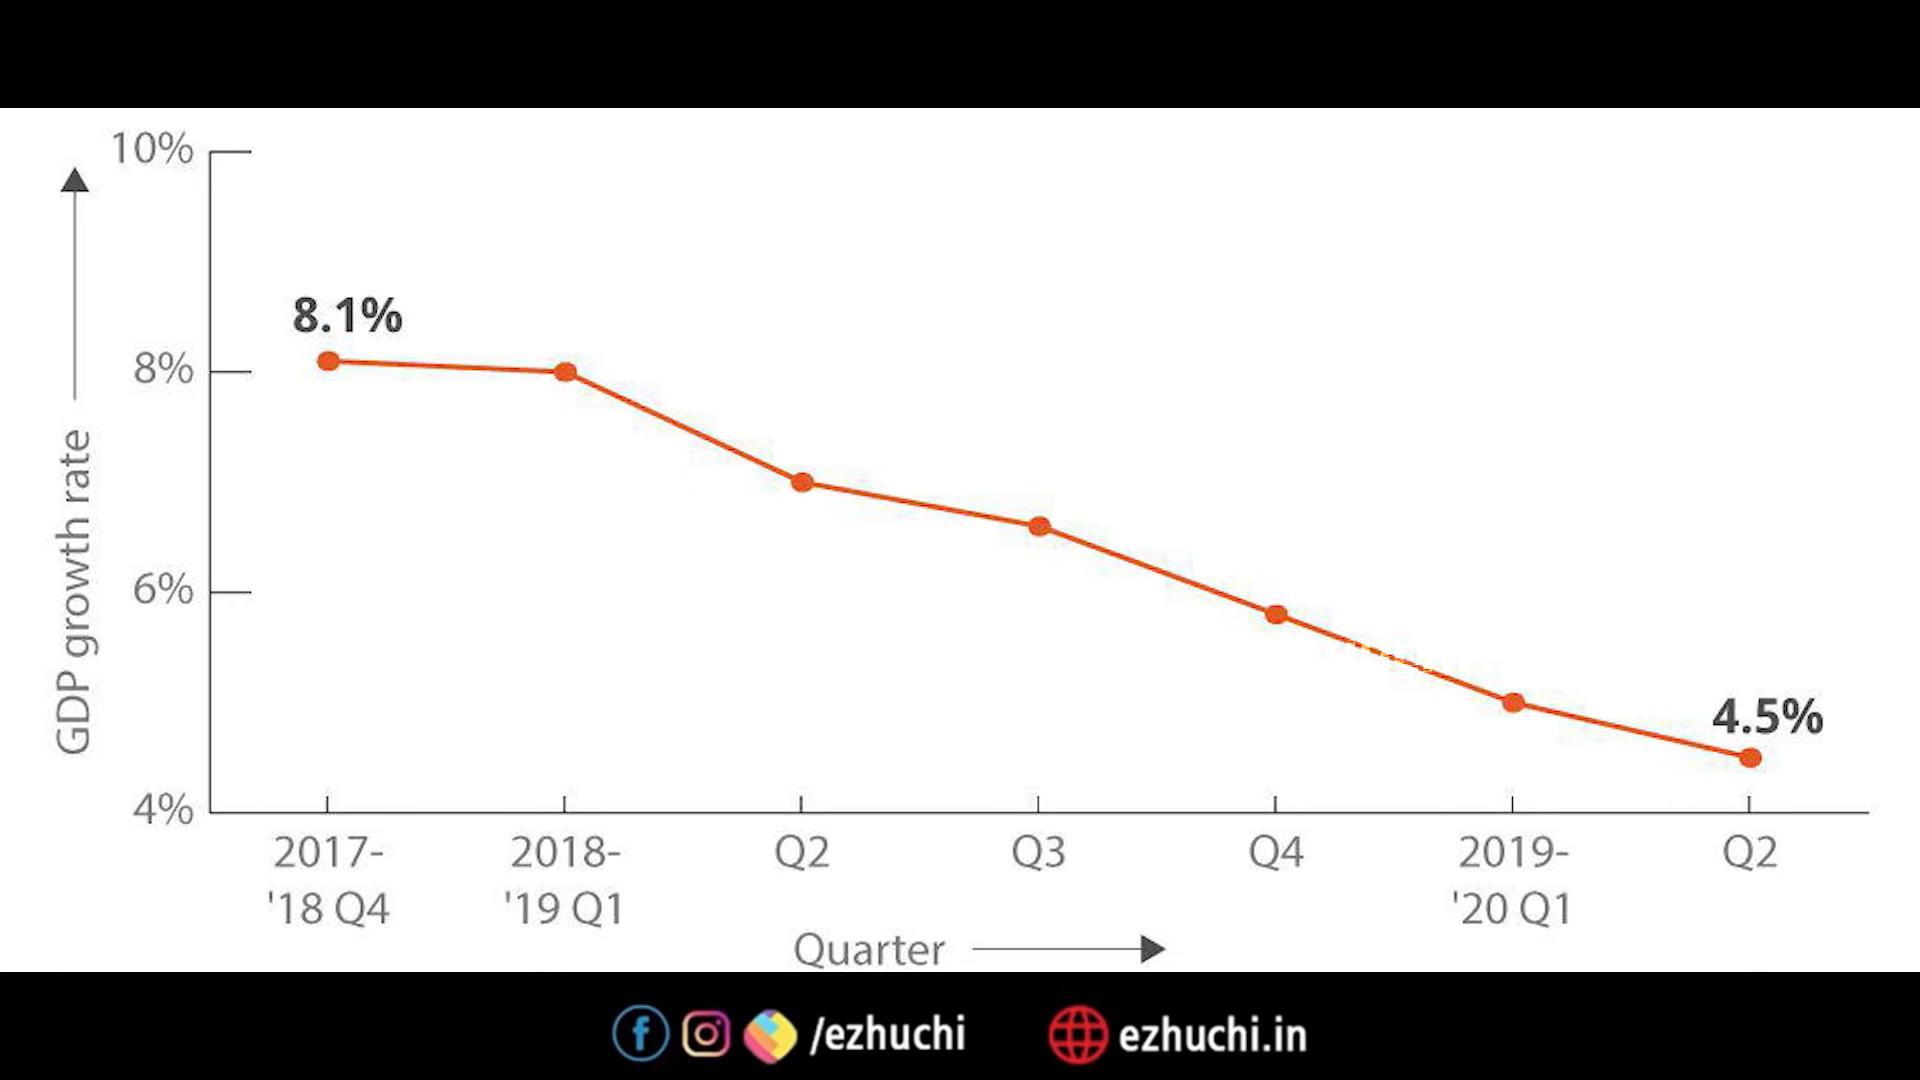 10%
8%
6%
4%
GDP growth rate
8.1%
4.5%
2017-
'18 Q4
2018-
'19 Q1
Q2
Q3
Q4
2019-
'20 Q1
Q2
Quarter
/ezhuchi
ezhuchi.in